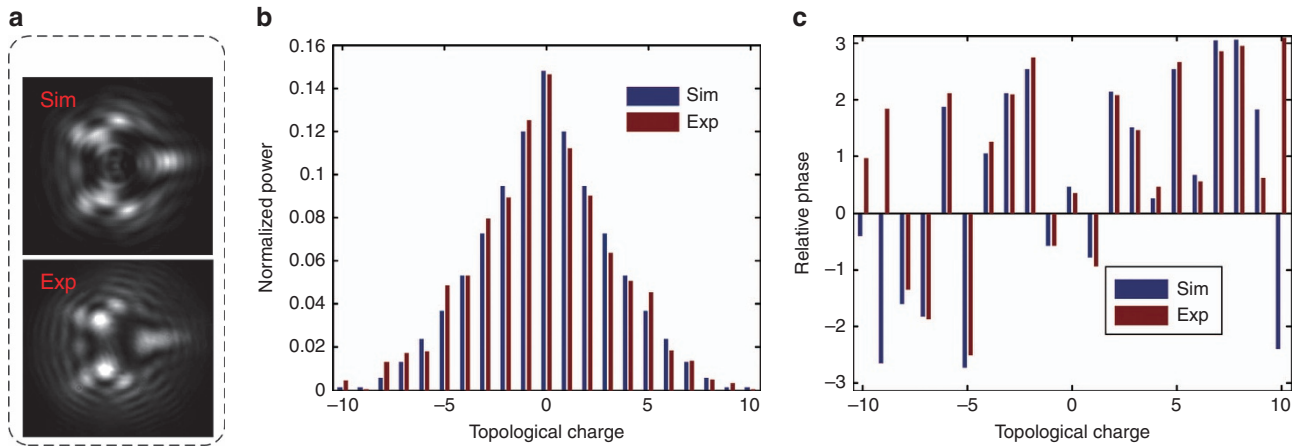 a
Sim
Exp
b
0.16
0.14
0.12
0.1
0.08
0.06
0.04
0.02
0
Normalized power
Sim
Exp
−10
−5
0
5
10
Topological charge
c
3
2
1
0
−1
−2
−3
Relative phase
Sim
Exp
−10
−5
0
5
10
Topological charge